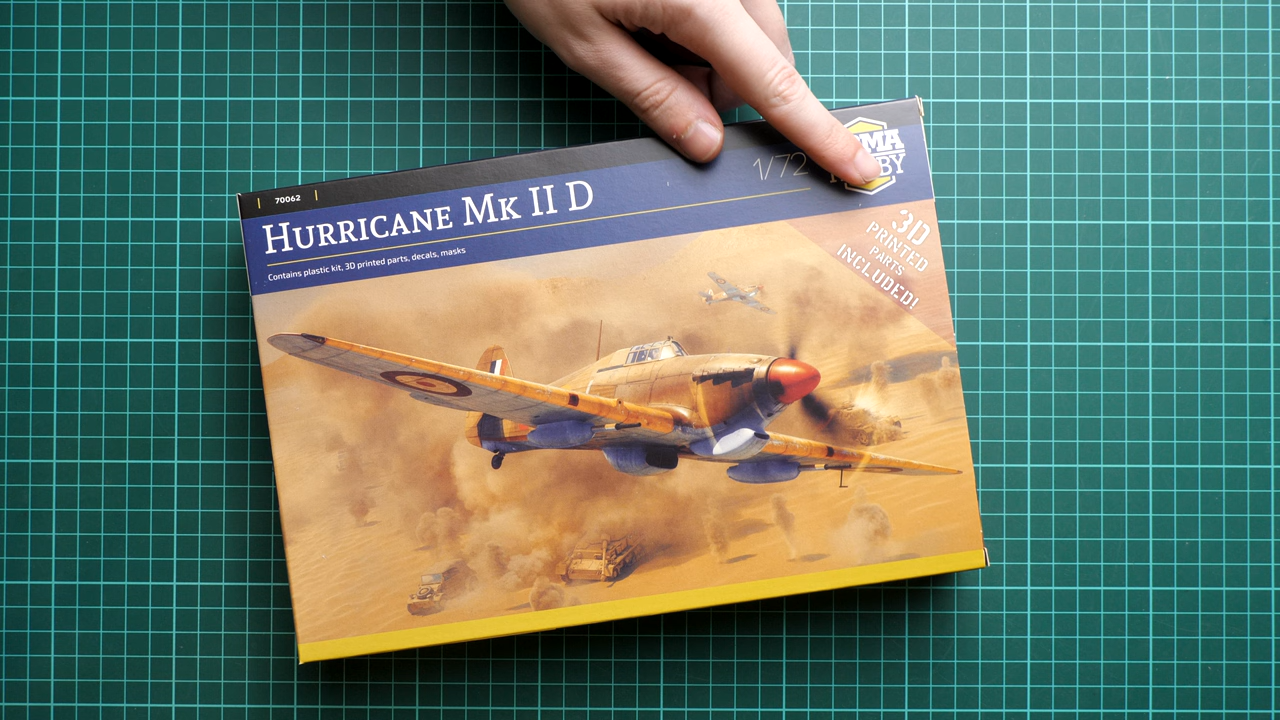 70062
HURRICANE MK II D
1/72
Contains plastic kit, 3D printed parts, decals, masks
3D
PRINTED
PARTS
INCLUDED!